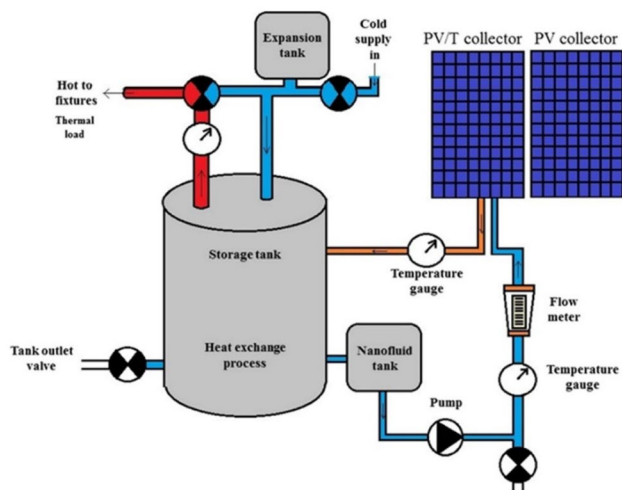 Expansion
tank
Cold
supply
in
PV/T collector
PV collector
Hot to
fixtures
Thermal
load
Storage tank
Temperature
gauge
Flow
meter
Heat exchange
process
Tank outlet
valve
Nanofluid
tank
Temperature
gauge
Pump